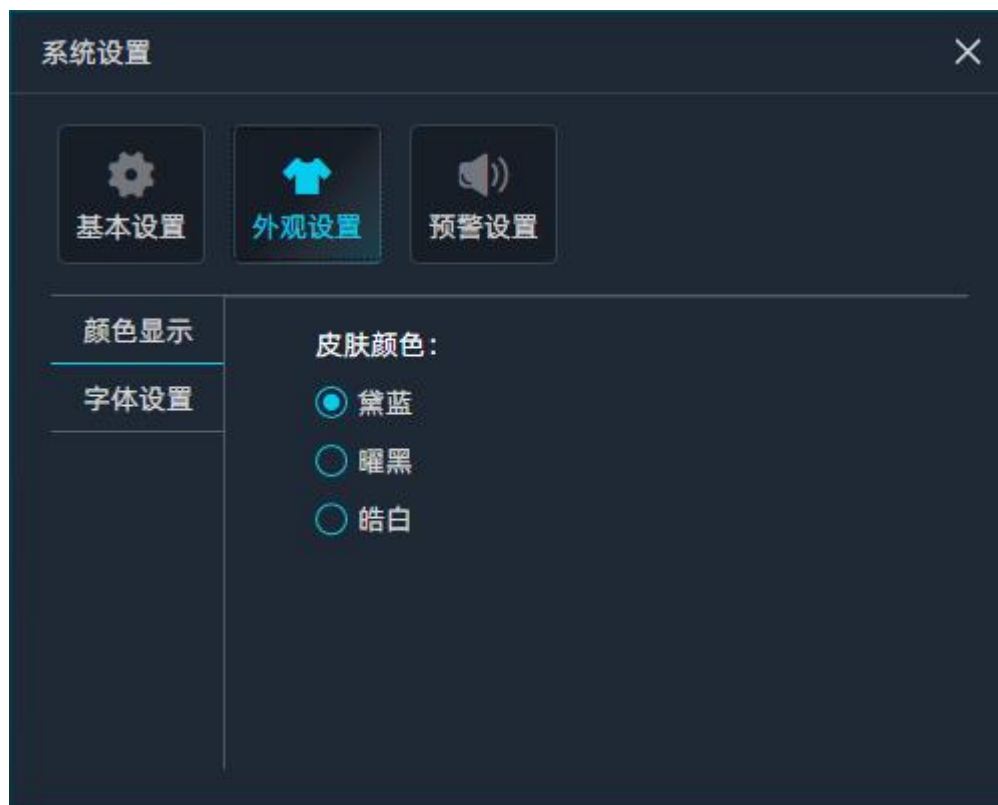 系统设置
基本设置
外观设置
预警设置
颜色显示
字体设置
皮肤颜色：
黛蓝
曜黑
皓白